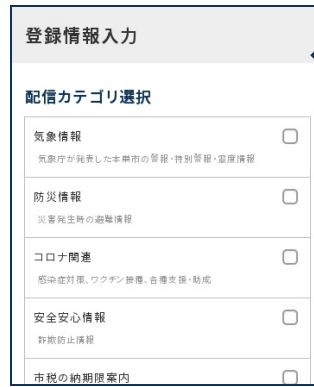 登録情報入力
配信カテゴリ選択
気象情報
気象庁が発表した本巣市の警報・特別警報・震度情報
防災情報
災害発生時の避難情報
コロナ関連
感染症対策、ワクチン接種、各種支援・助成
安全安心情報
詐欺防止情報
市税の納期限案内